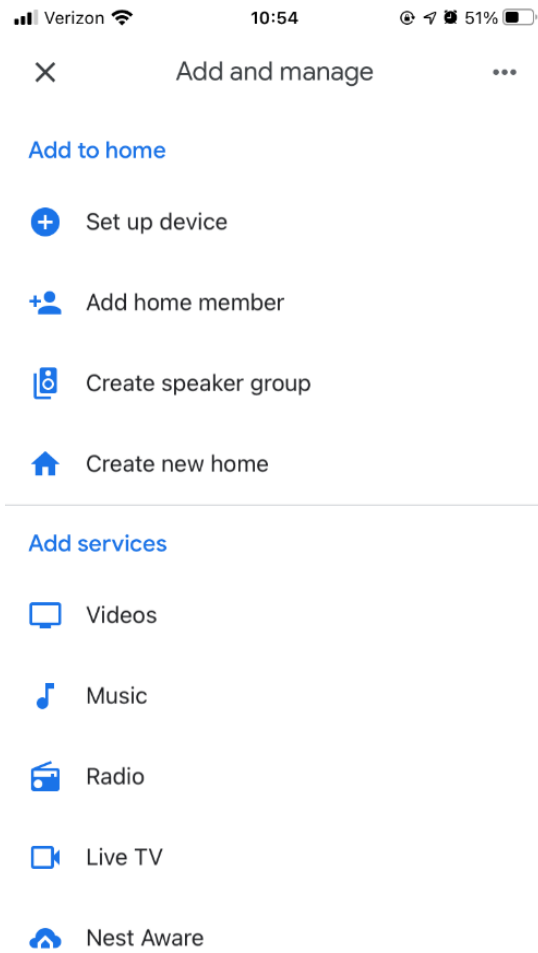 Verizon 10:54 51%
Add and manage
Add to home
Set up device
Add home member
Create speaker group
Create new home
Add services
Videos
Music
Radio
Live TV
Nest Aware